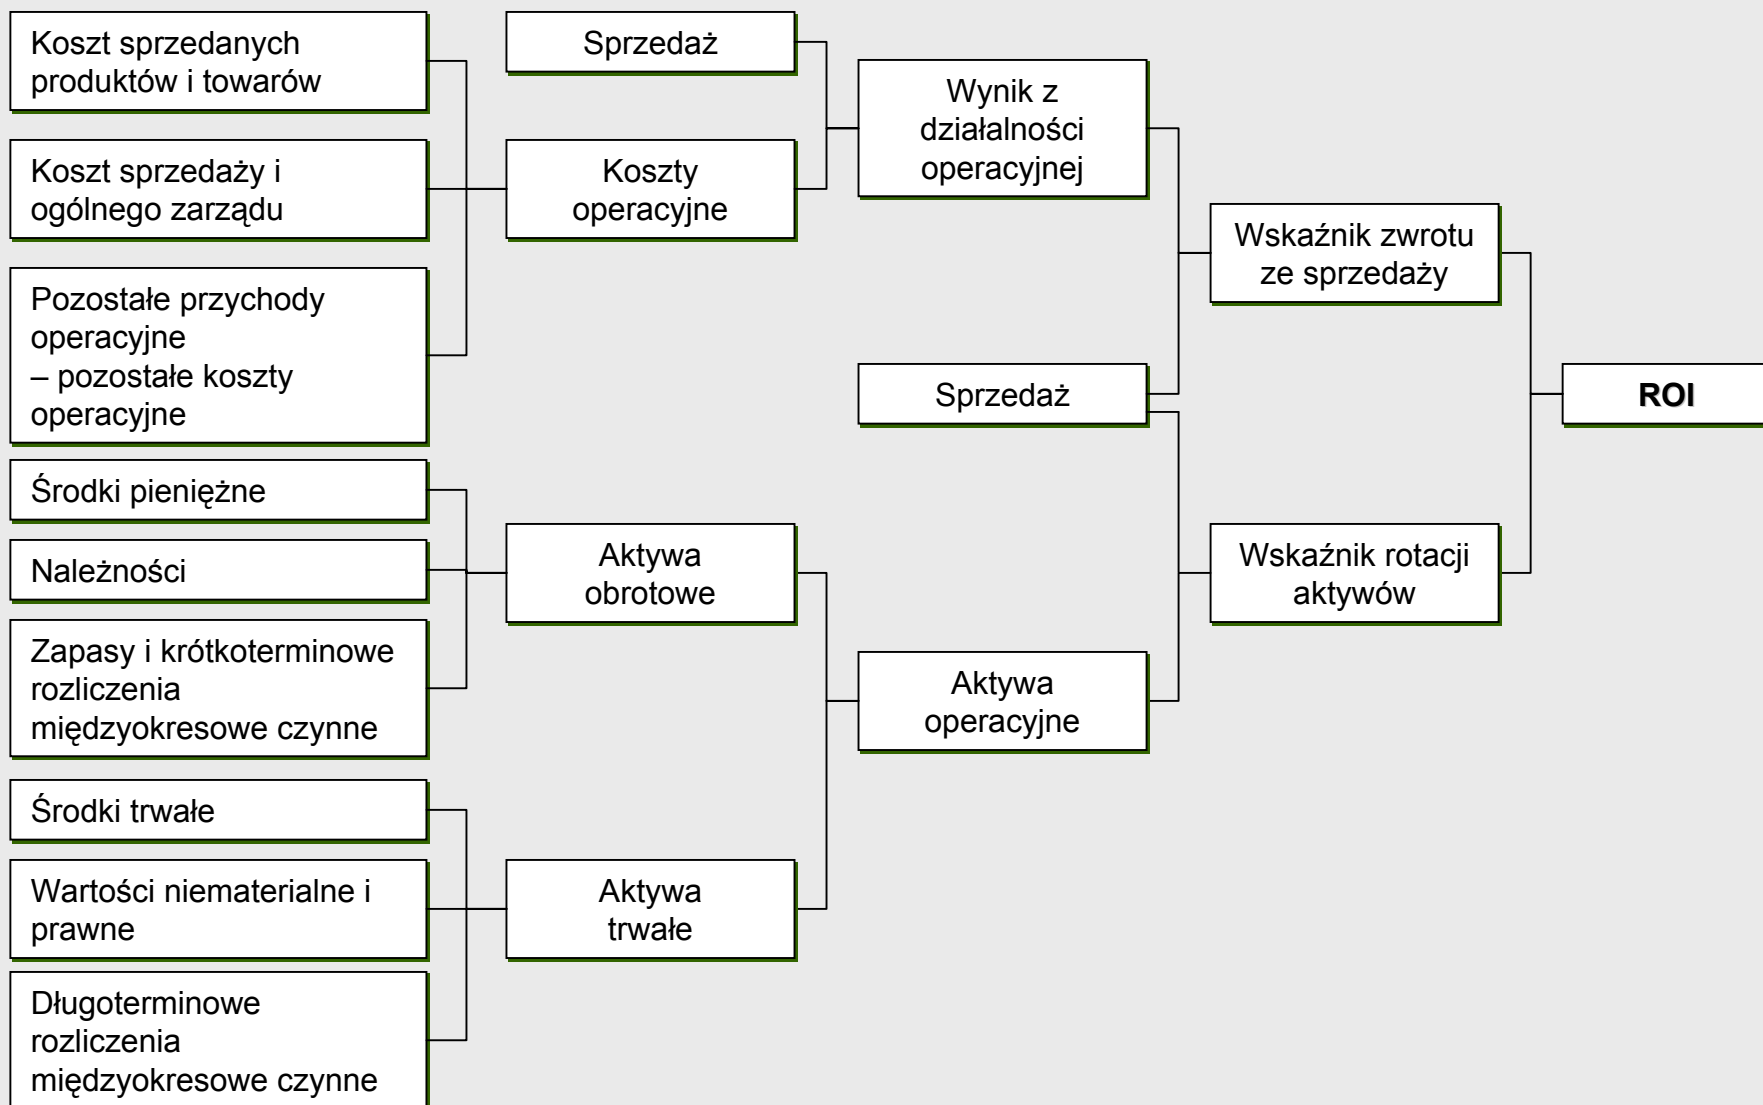 Koszt sprzedanych
produktów i towarów
Koszt sprzedaży i
ogólnego zarządu
Pozostałe przychody
operacyjne
– pozostałe koszty
operacyjne
Środki pieniężne
Należności
Zapasy i krótkoterminowe
rozliczenia
międzyokresowe czynne
Środki trwałe
Wartości niematerialne i
prawne
Długoterminowe
rozliczenia
międzyokresowe czynne
Sprzedaż
Koszty
operacyjne
Aktywa
obrotowe
Aktywa
trwałe
Wynik z
działalności
operacyjnej
Sprzedaż
Aktywa
operacyjne
Wskaźnik zwrotu
ze sprzedaży
Wskaźnik rotacji
aktywów
ROI